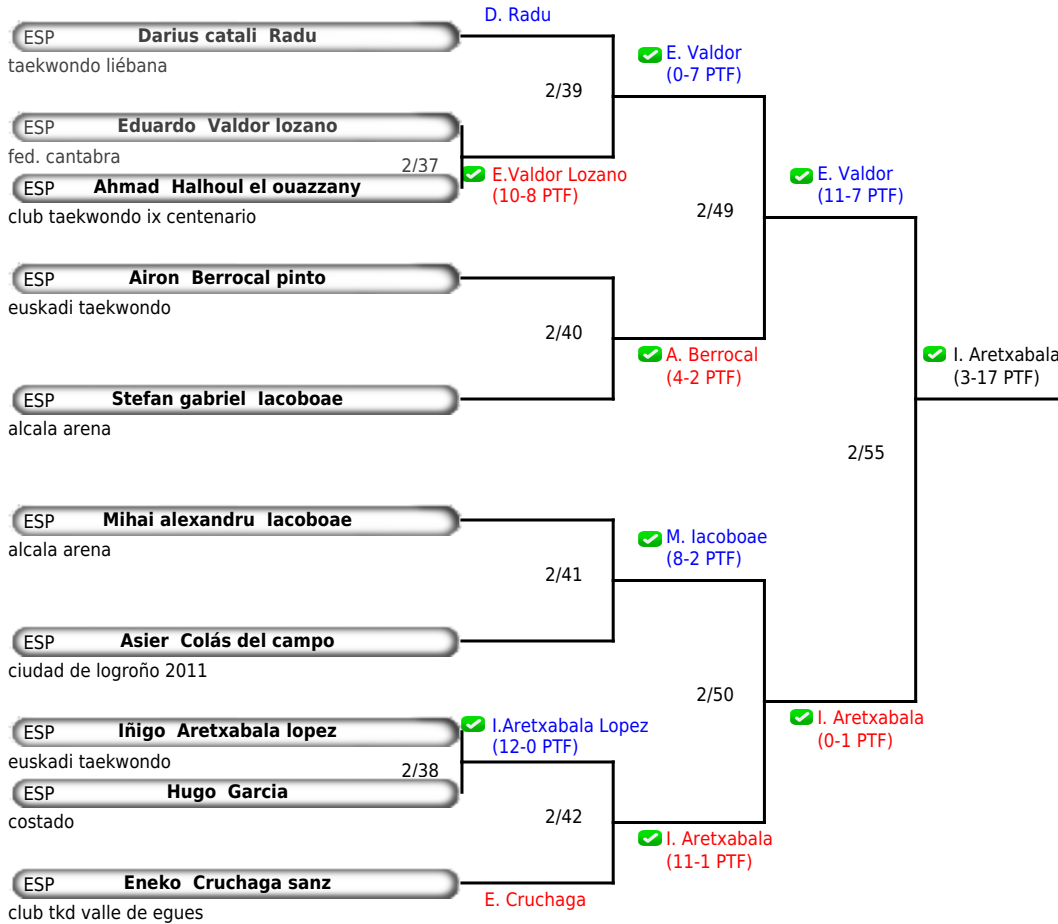 D. Radu
ESP Darius catali Radu
taekwondo liébana
E. Valdor
(0-7 PTF)
2/39
ESP Eduardo Valdor lozano
fed. cantabra
2/37
E.Valdor Lozano
(10-8 PTF)
ESP Ahmad Halhoul el ouazzany
club taekwondo ix centenario
E. Valdor
(11-7 PTF)
2/49
ESP Airon Berrocal pinto
euskadi taekwondo
2/40
A. Berrocal
(4-2 PTF)
I. Aretxabala
(3-17 PTF)
ESP Stefan gabriel Iacoboae
alcala arena
2/55
ESP Mihai alexandru Iacoboae
alcala arena
M. Iacoboae
(8-2 PTF)
2/41
ESP Asier Colás del campo
ciudad de logroño 2011
2/50
I. Aretxabala
(0-1 PTF)
ESP Iñigo Aretxabala lopez
euskadi taekwondo
I.Aretxabala Lopez
(12-0 PTF)
2/38
ESP Hugo Garcia
costado
2/42
I. Aretxabala
(11-1 PTF)
ESP Eneko Cruchaga sanz
club tkd valle de egues
E. Cruchaga